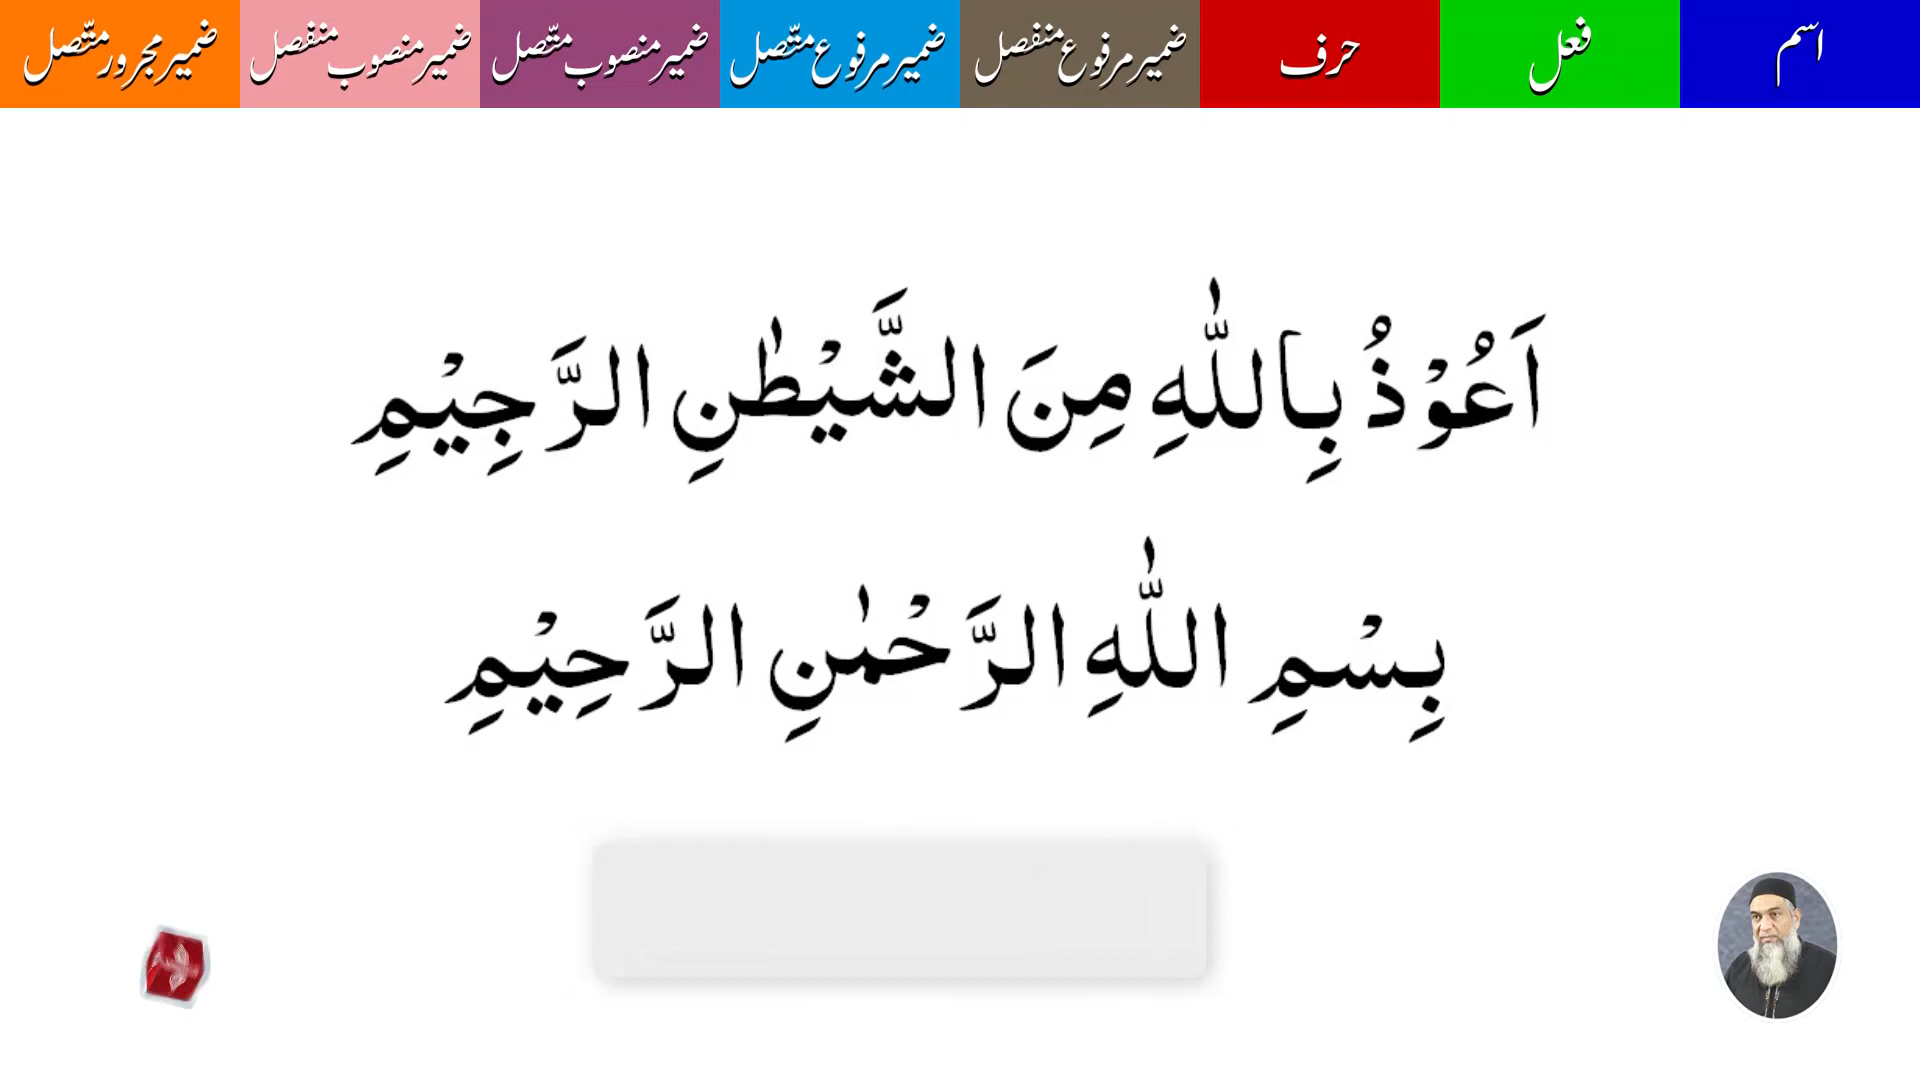 اسم فعل حرف ضمیر مرفوع منفصل ضمیر مرفوع متّصل ضمیر منصوب متّصل ضمیر منصوب منفصل ضمیر مجرور متّصل
اَعُوْذُ بِاللّٰهِ مِنَ الشَّيْطٰنِ الرَّجِيْمِ
بِسْمِ اللّٰهِ الرَّحْمٰنِ الرَّحِيْمِ